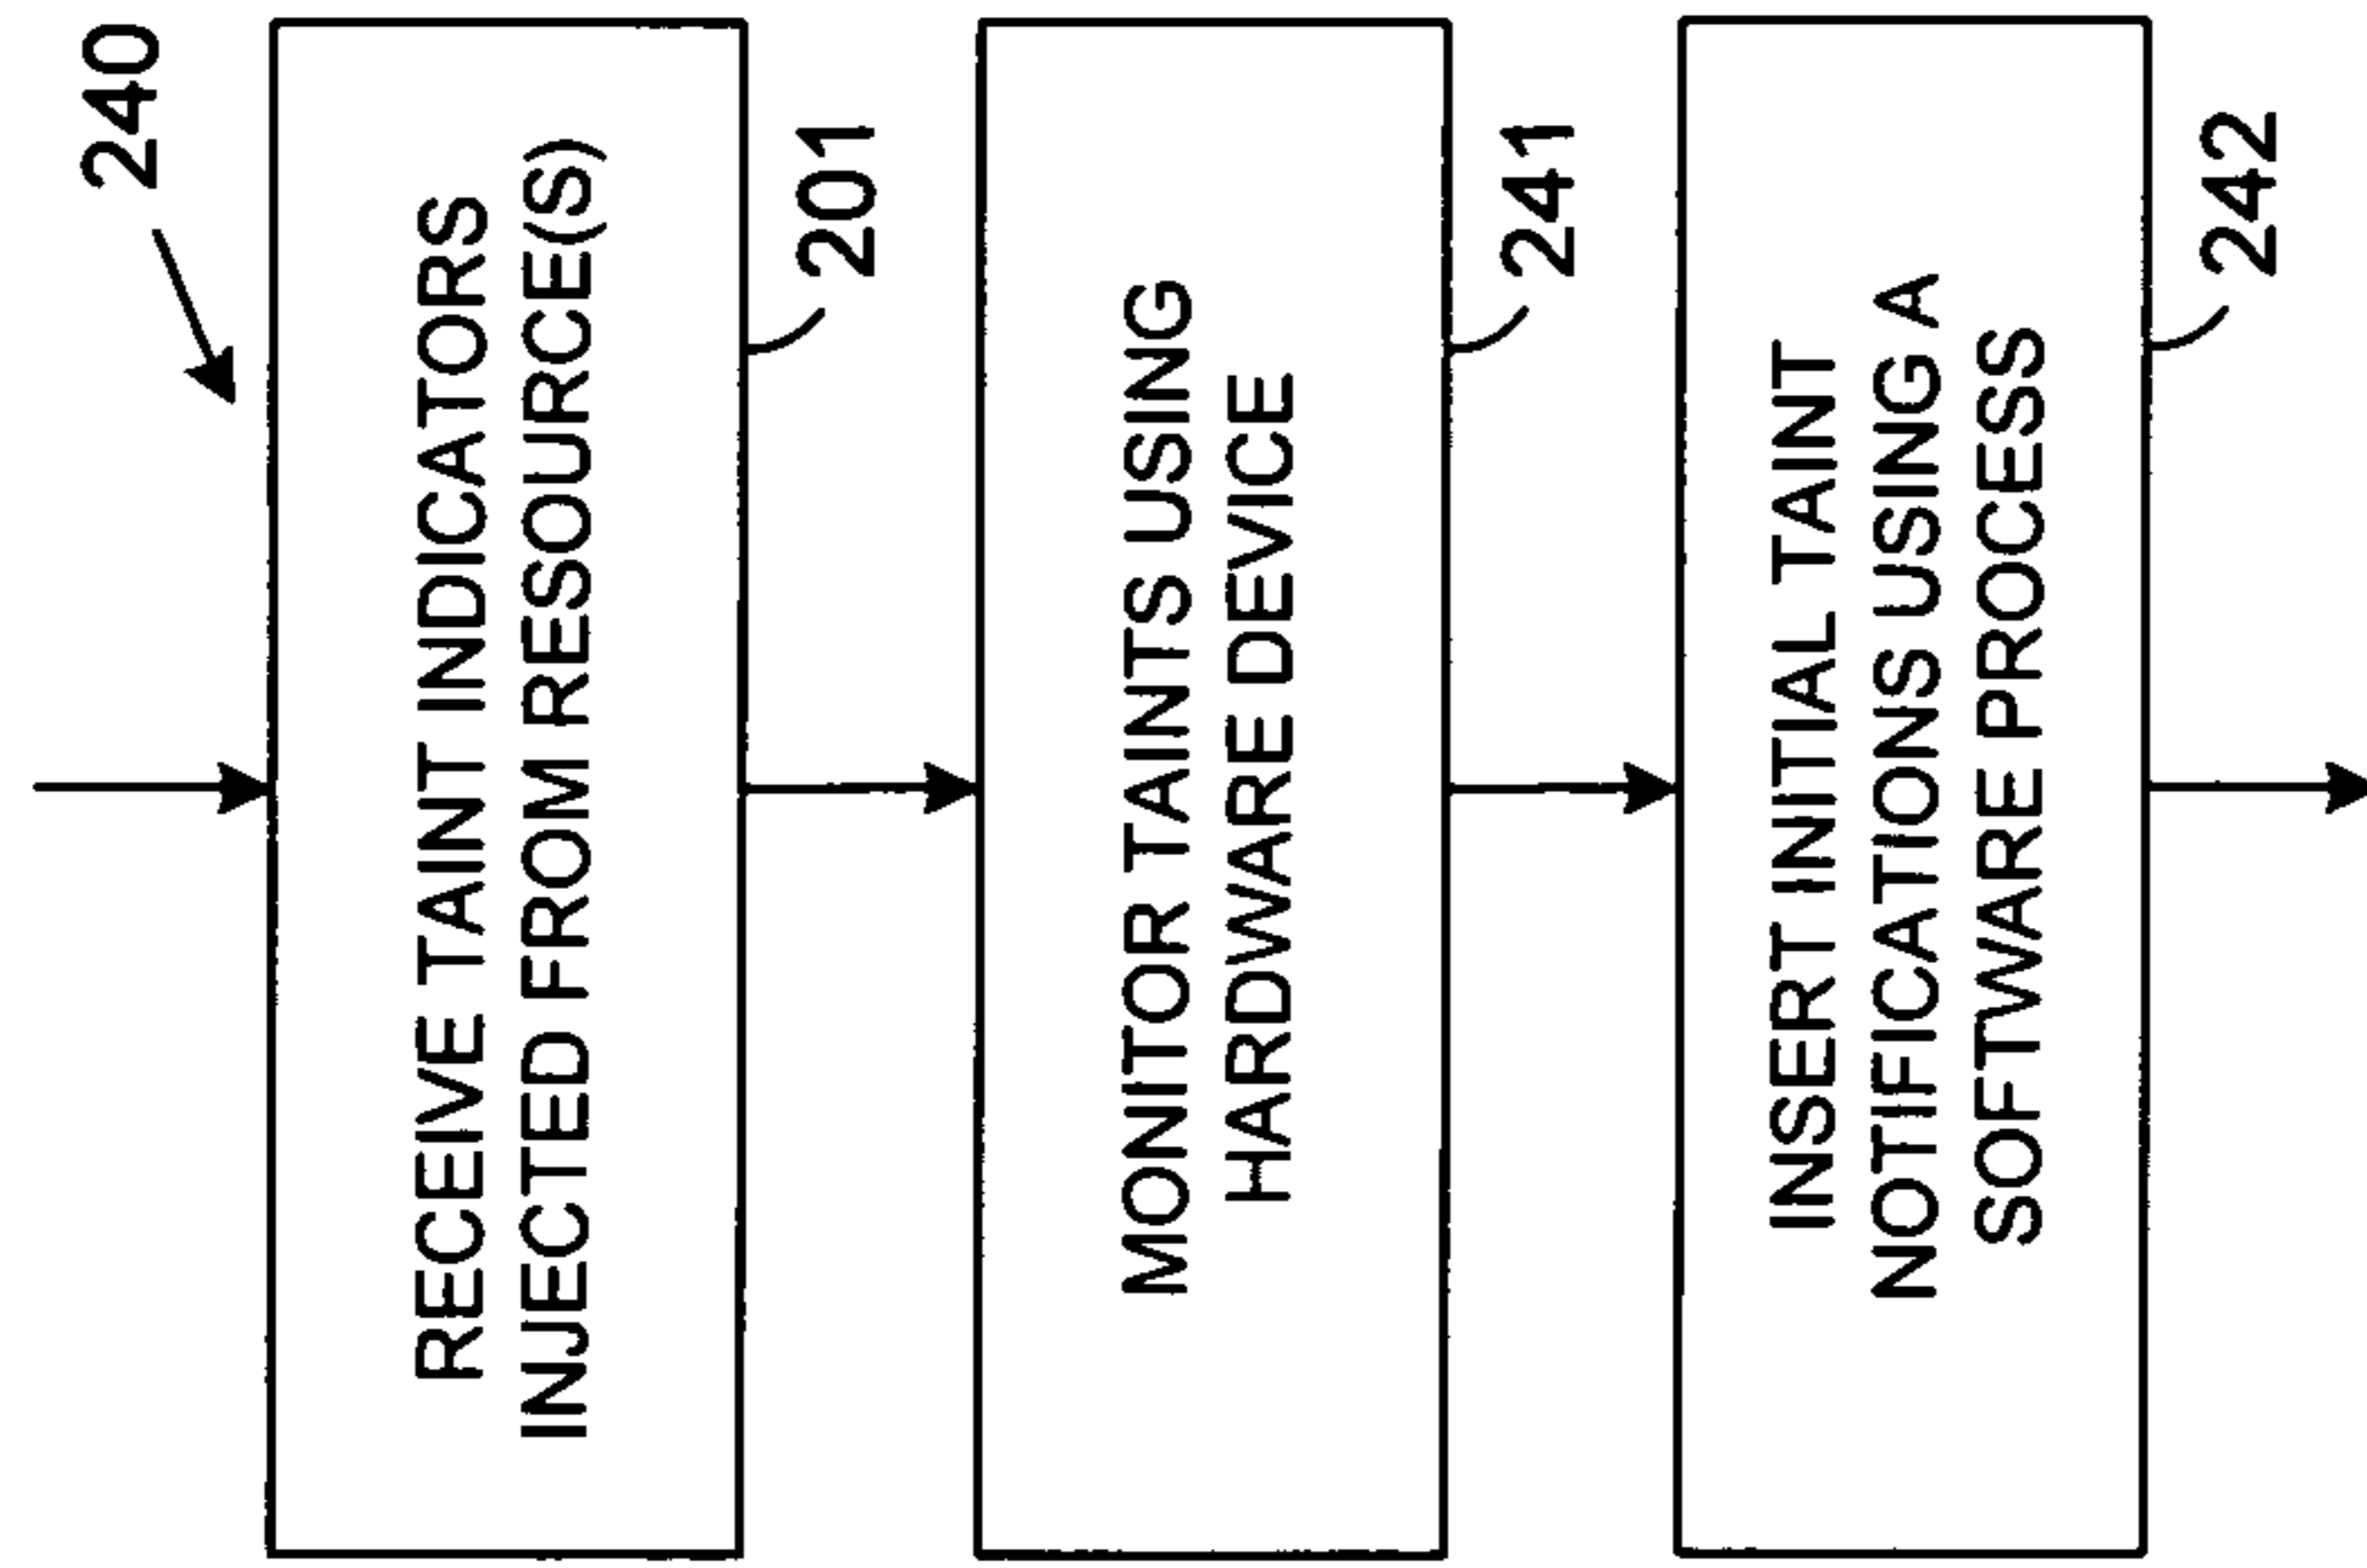 240
RECEIVE TAINT INDICATORS
INJECTED FROM RESOURCE(S)
201
MONITOR TAINTS USING
HARDWARE DEVICE
241
INSERT INITIAL TAINT
NOTIFICATIONS USING A
SOFTWARE PROCESS
242